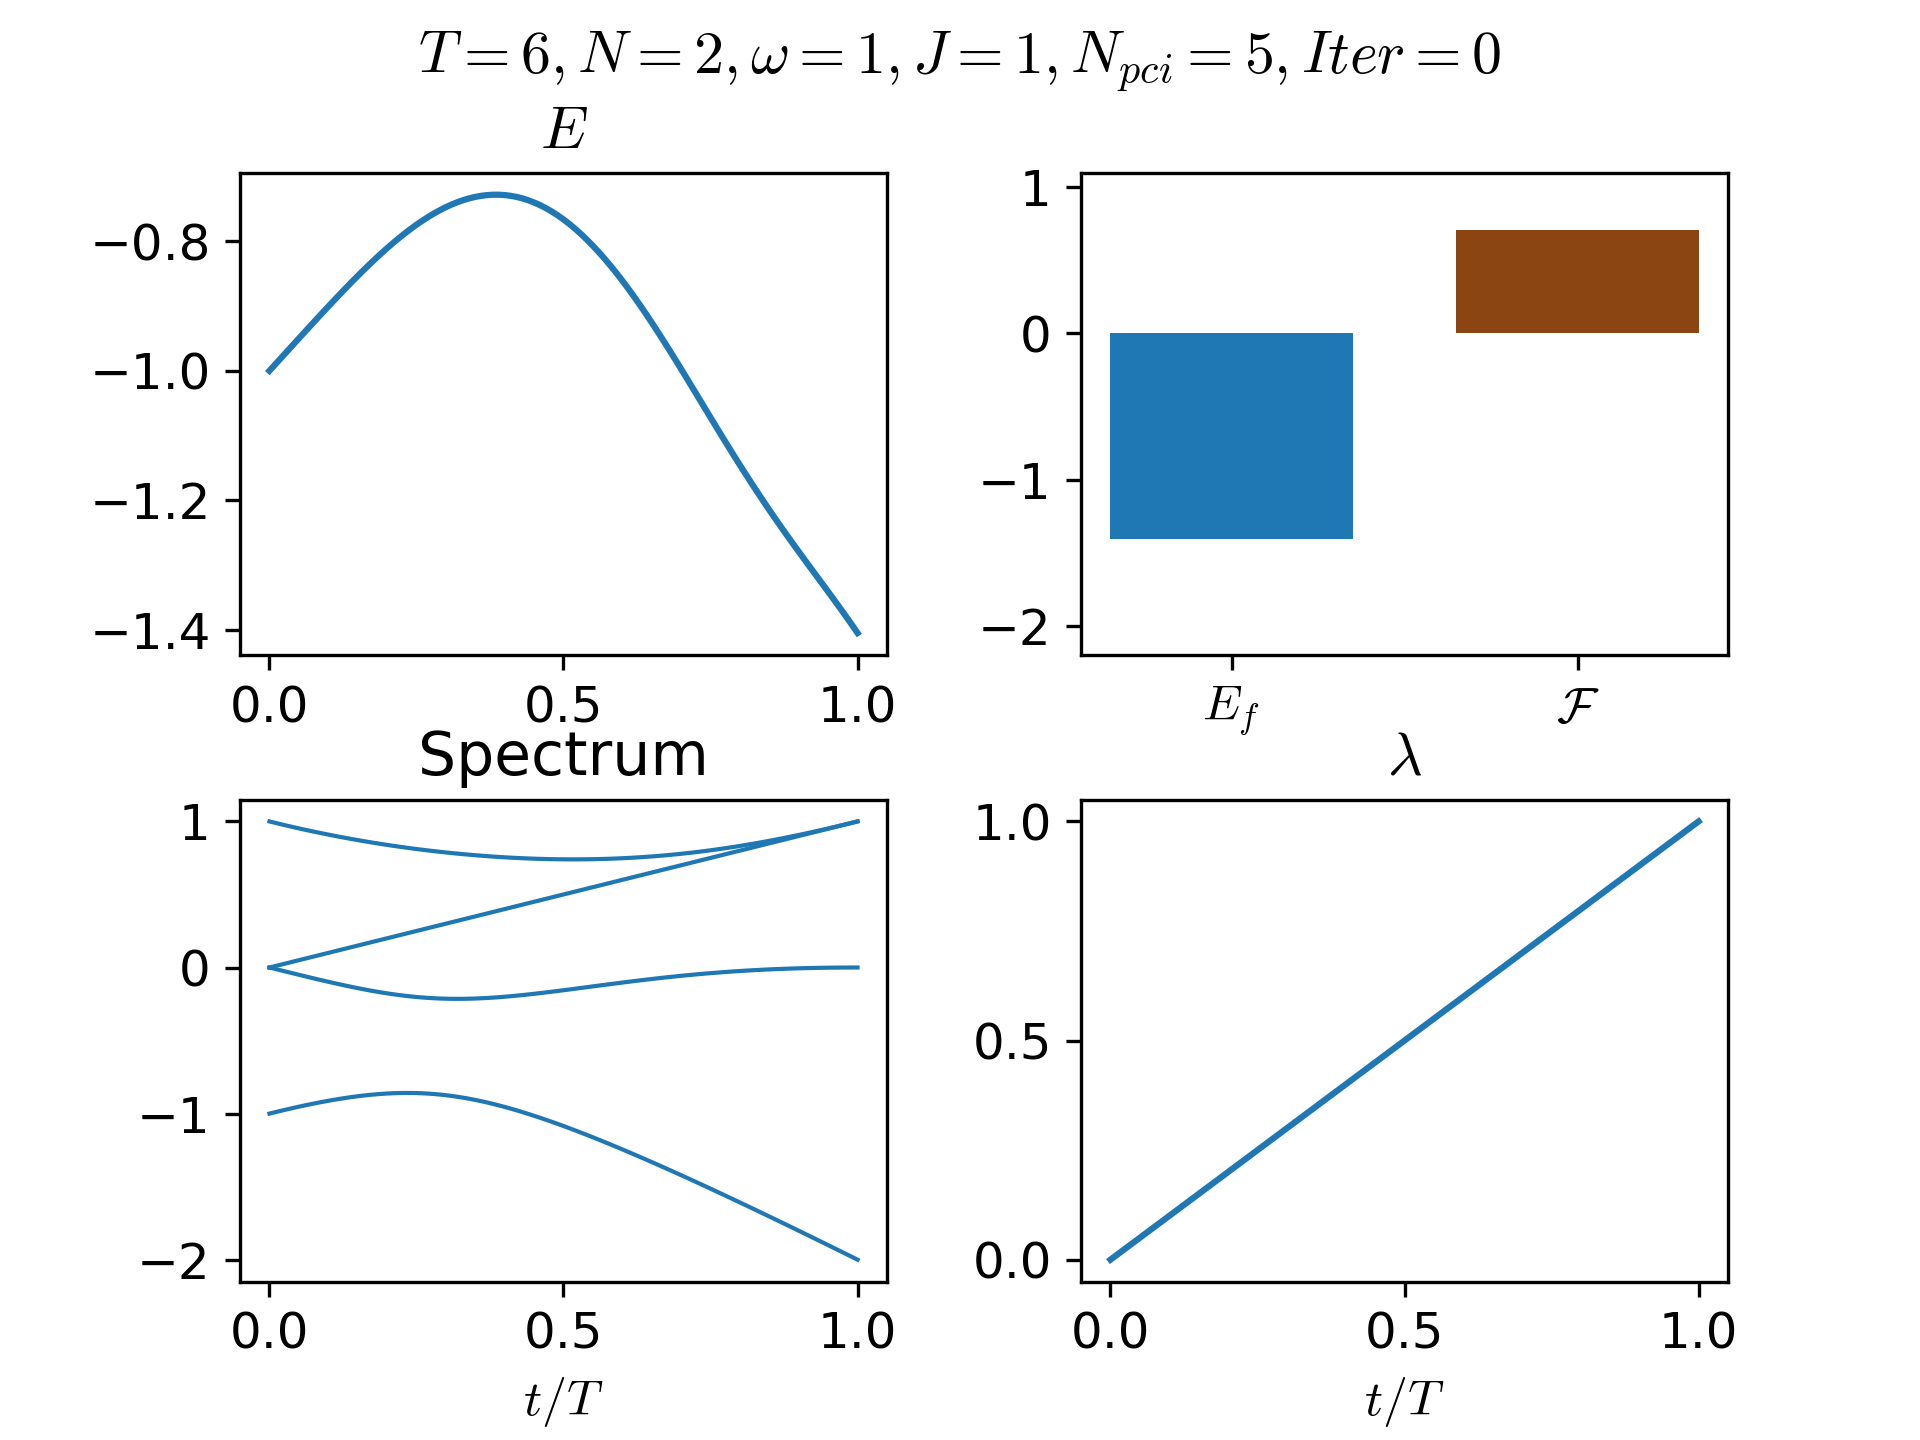 T = 6, N = 2, ω = 1, J = 1, N_{pci} = 5, Iter = 0
E
−0.8
−1.0
−1.2
−1.4
0.0 0.5 1.0
1
0
−1
−2
E_f ℱ
Spectrum
1
0
−1
−2
0.0 0.5 1.0
t/T
λ
1.0
0.5
0.0
0.0 0.5 1.0
t/T